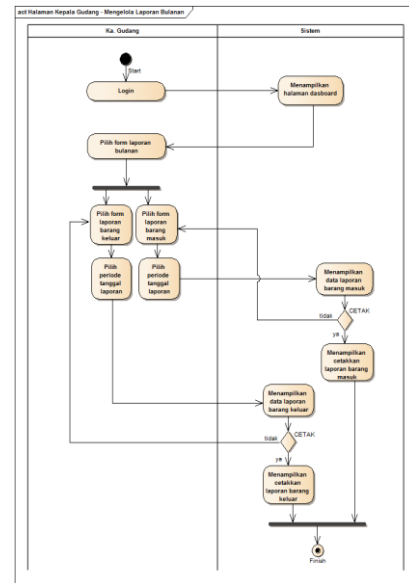 act Halaman Kepala Gudang - Mengelola Laporan Bulanan
Ka. Gudang
Sistem
Start
Login
Menampilkan
halaman dasboard
Pilih form laporan
bulanan
Pilih form
laporan
barang
keluar
Pilih form
laporan
barang
masuk
Pilih
periode
tanggal
laporan
Pilih
periode
tanggal
laporan
Menampilkan
data laporan
barang masuk
CETAK
tidak
ya
Menampilkan
cetakkan
laporan barang
masuk
Menampilkan
data laporan
barang keluar
CETAK
tidak
ya
Menampilkan
cetakkan
laporan barang
keluar
Finish